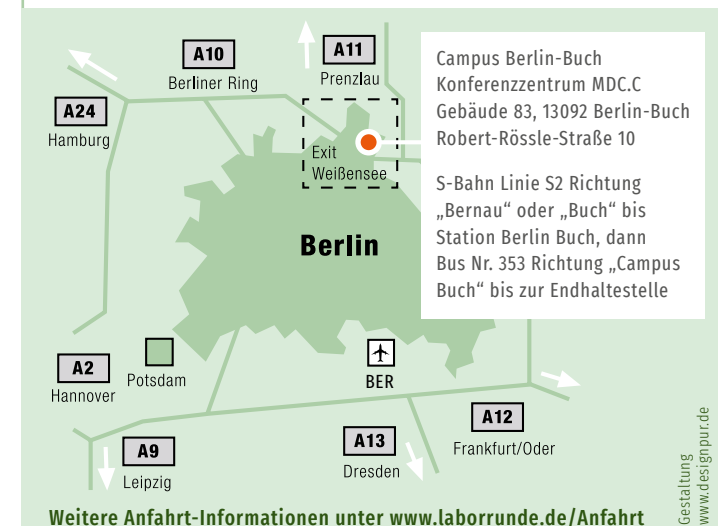 A10
Berliner Ring
A11
Prenzlau
A24
Hamburg
Exit
Weißensee
Berlin
Campus Berlin-Buch
Konferenzzentrum MDC.C
Gebäude 83, 13092 Berlin-Buch
Robert-Rössle-Straße 10
S-Bahn Linie S2 Richtung
„Bernau“ oder „Buch“ bis
Station Berlin Buch, dann
Bus Nr. 353 Richtung „Campus
Buch“ bis zur Endhaltestelle
A2
Hannover
Potsdam
BER
A9
Leipzig
A13
Dresden
A12
Frankfurt/Oder
Weitere Anfahrt-Informationen unter www.laborrunde.de/Anfahrt
Gestaltung
www.designpur.de